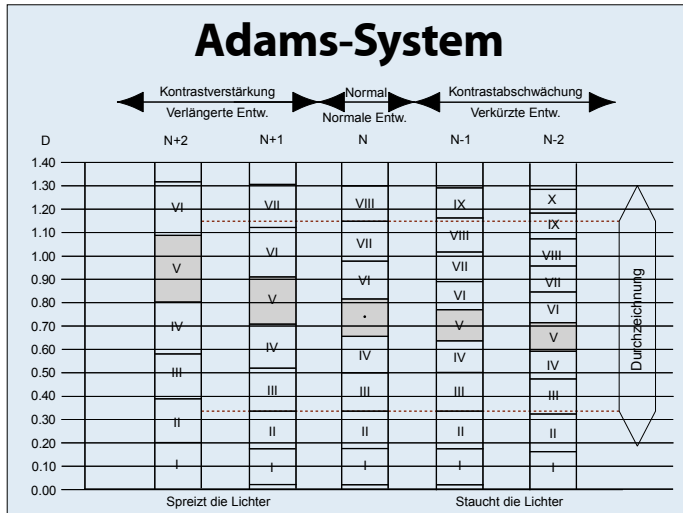 Adams-System
Kontrastverstärkung Normal Kontrastabschwächung
Verlängerte Entw. Normale Entw. Verkürzte Entw.
D N+2 N+1 N N-1 N-2
1.40
1.30
1.20
1.10
1.00
0.90
0.80
0.70
0.60
0.50
0.40
0.30
0.20
0.10
0.00
VI
V
IV
III
II
I
VII
VI
V
IV
III
II
I
VIII
VII
VI
IV
III
II
I
IX
VIII
VII
VI
V
IV
III
II
I
X
IX
VIII
VII
VI
V
IV
III
II
I
Durchzeichnung
Spreizt die Lichter Staucht die Lichter